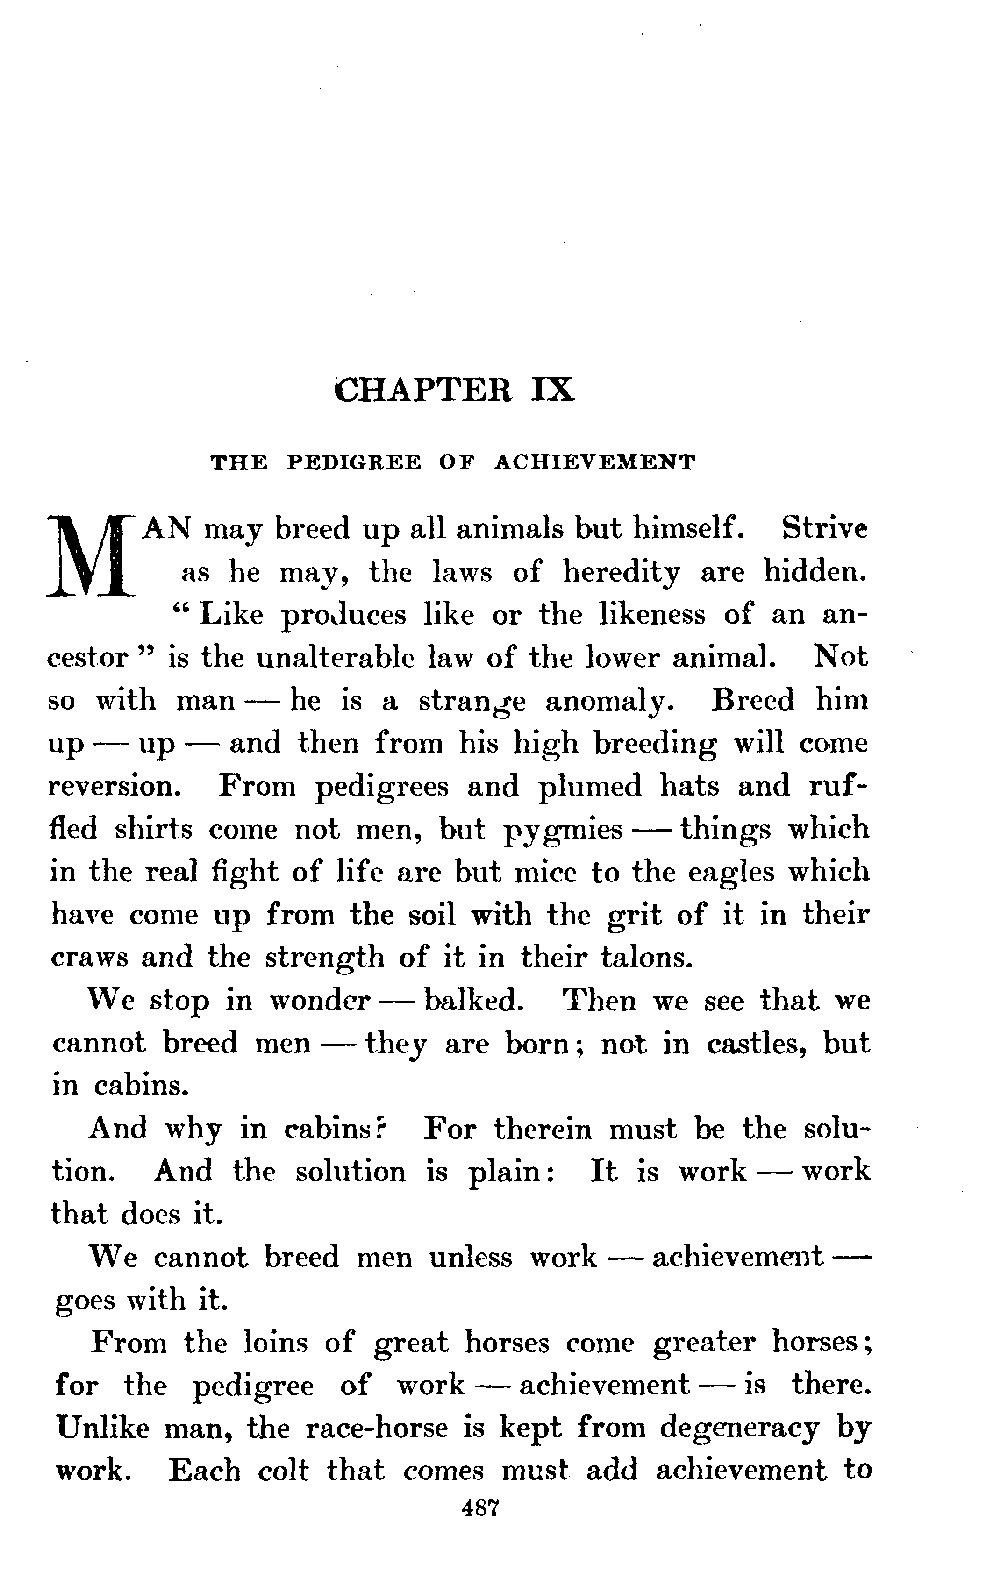 CHAPTER IX
THE PEDIGREE OF ACHIEVEMENT
MAN may breed up all animals but himself. Strive
as he may, the laws of heredity are hidden.
“ Like produces like or the likeness of an an-
cestor ” is the unalterable law of the lower animal. Not
so with man — he is a strange anomaly. Breed him
up — up — and then from his high breeding will come
reversion. From pedigrees and plumed hats and ruf-
fled shirts come not men, but pygmies — things which
in the real fight of life are but mice to the eagles which
have come up from the soil with the grit of it in their
craws and the strength of it in their talons.
We stop in wonder — balked. Then we see that we
cannot breed men — they are born; not in castles, but
in cabins.
And why in cabins? For therein must be the solu-
tion. And the solution is plain: It is work — work
that does it.
We cannot breed men unless work — achievement —
goes with it.
From the loins of great horses come greater horses;
for the pedigree of work — achievement — is there.
Unlike man, the race-horse is kept from degeneracy by
work. Each colt that comes must add achievement to
487